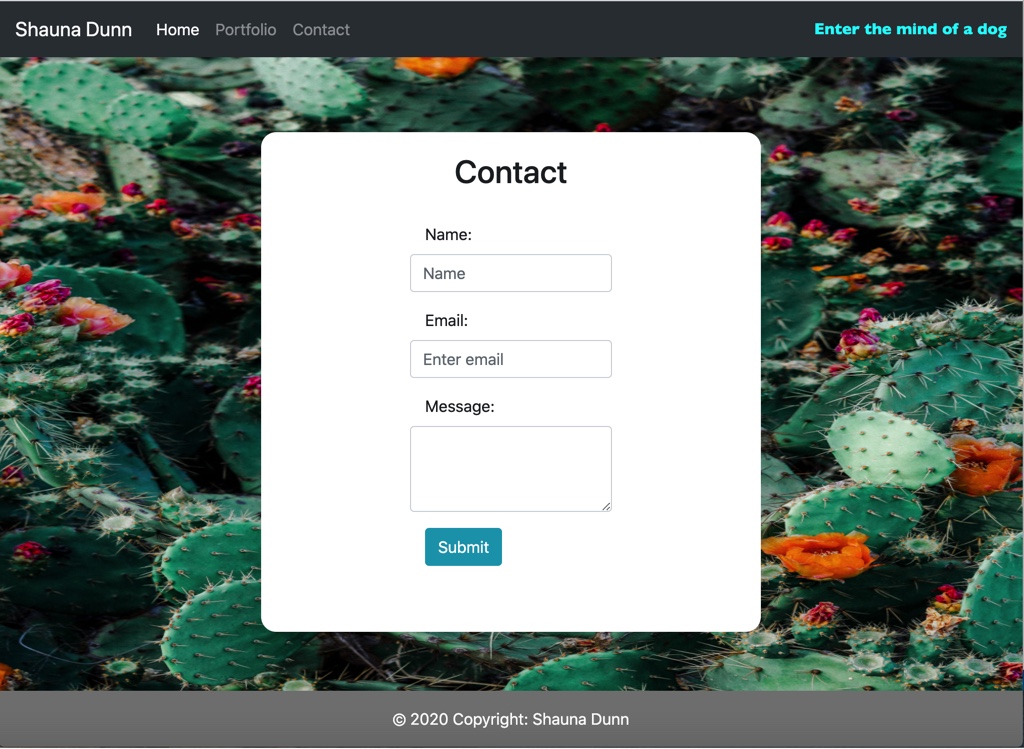 Shauna Dunn Home Portfolio Contact Enter the mind of a dog
Contact
Name:
Name
Email:
Enter email
Message:
Submit
© 2020 Copyright: Shauna Dunn